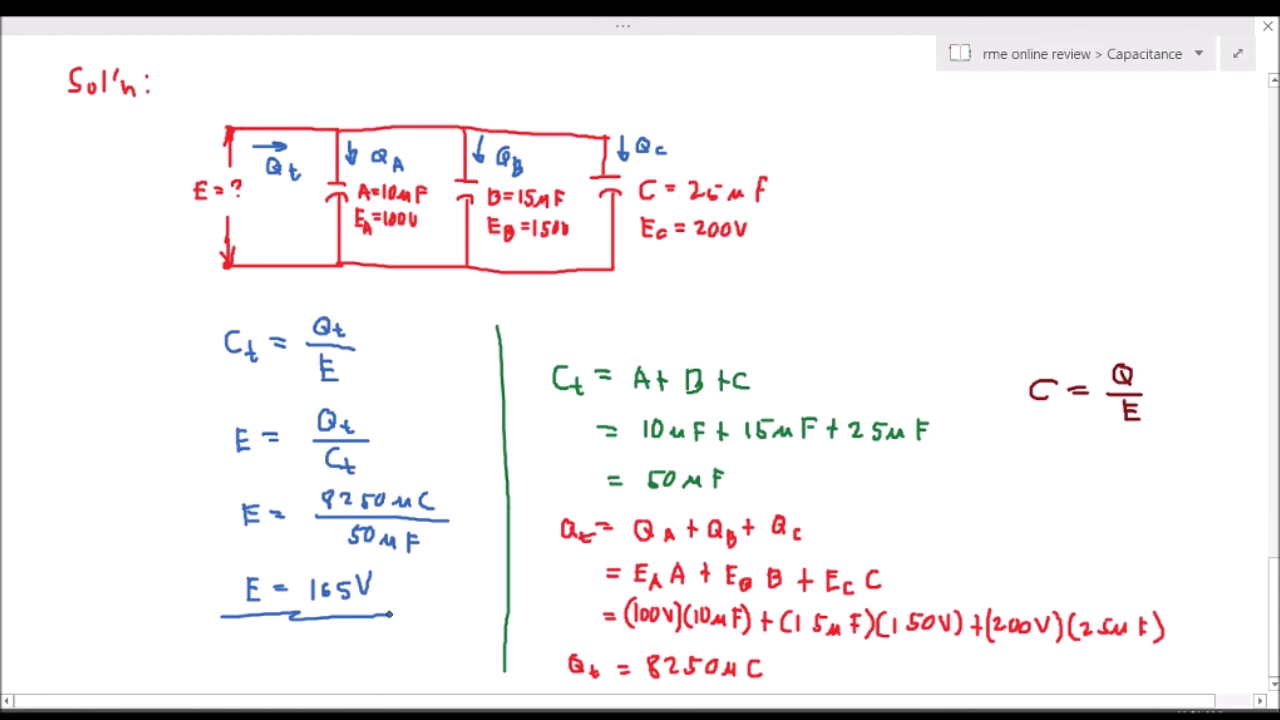 ...
rme online review > Capacitance
Sol'n:
Qt
QA
QB
QC
E = ?
A=10μF
EA=100V
B=15μF
EB=150V
C = 25μF
EC = 200V
Ct = Qt / E
E = Qt / Ct
E = 8250μC / 50μF
E = 165V
Ct = A + B + C
= 10μF + 15μF + 25μF
= 50μF
Qt = QA + QB + QC
= EA A + EB B + EC C
= (100V)(10μF) + (15μF)(150V) + (200V)(25μF)
Qt = 8250μC
C = Q / E